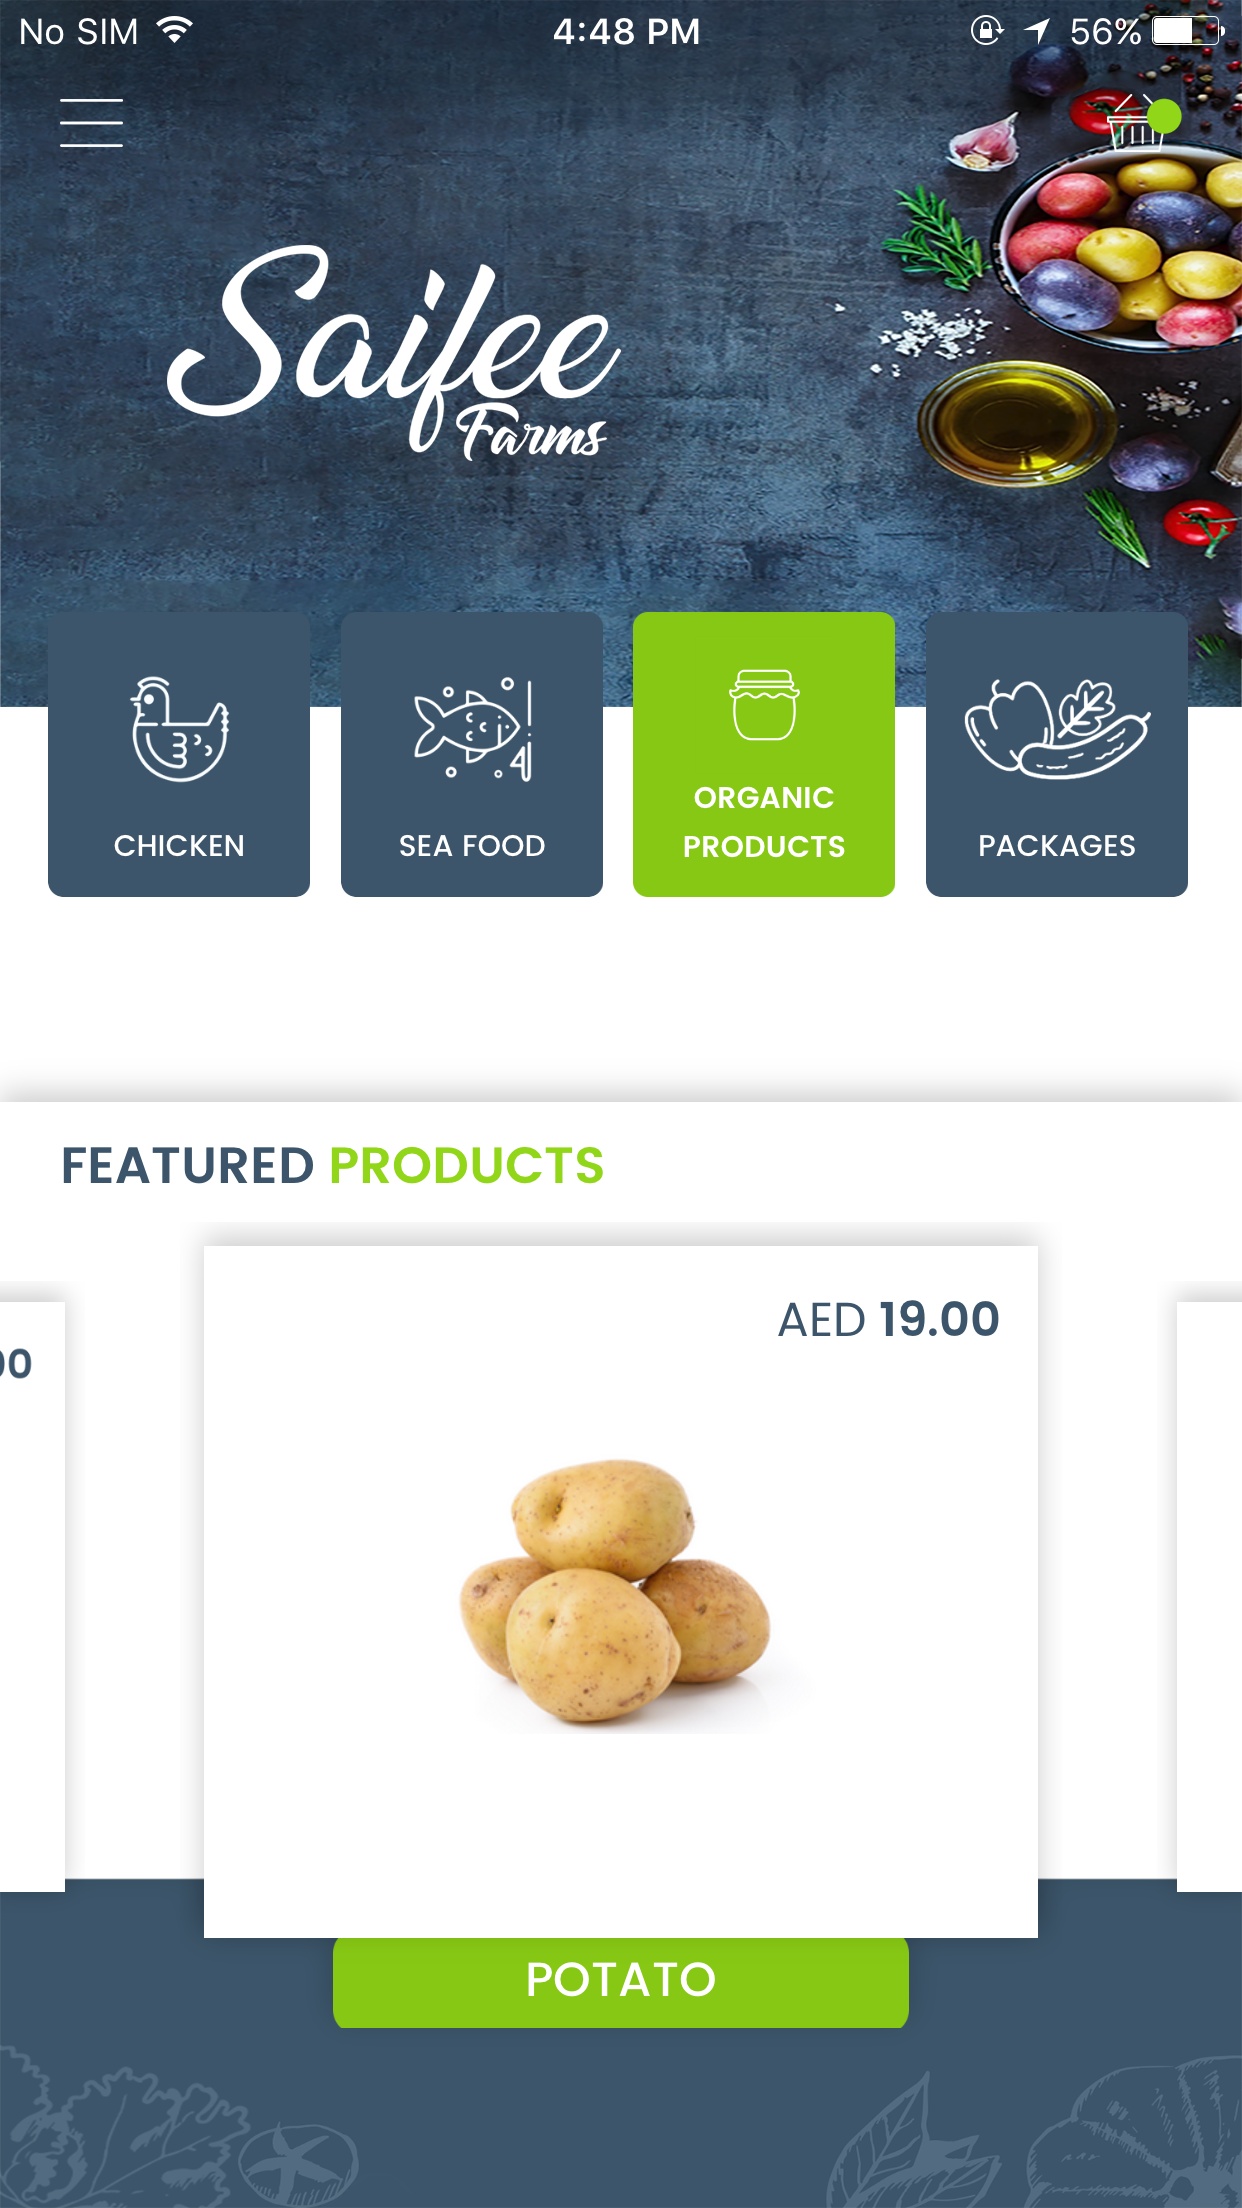 No SIM 4:48 PM 56%
Saifee
Farms
CHICKEN
SEA FOOD
ORGANIC
PRODUCTS
PACKAGES
FEATURED PRODUCTS
AED 19.00
00
POTATO